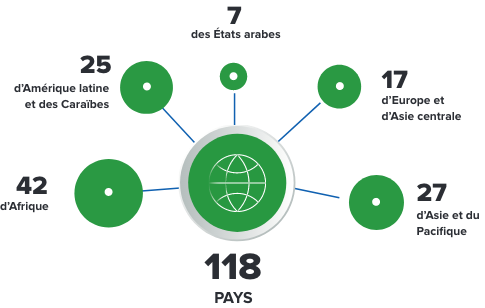 7
des États arabes
25
d'Amérique latine
et des Caraïbes
17
d'Europe et
d'Asie centrale
42
d'Afrique
27
d'Asie et du
Pacifique
118
PAYS